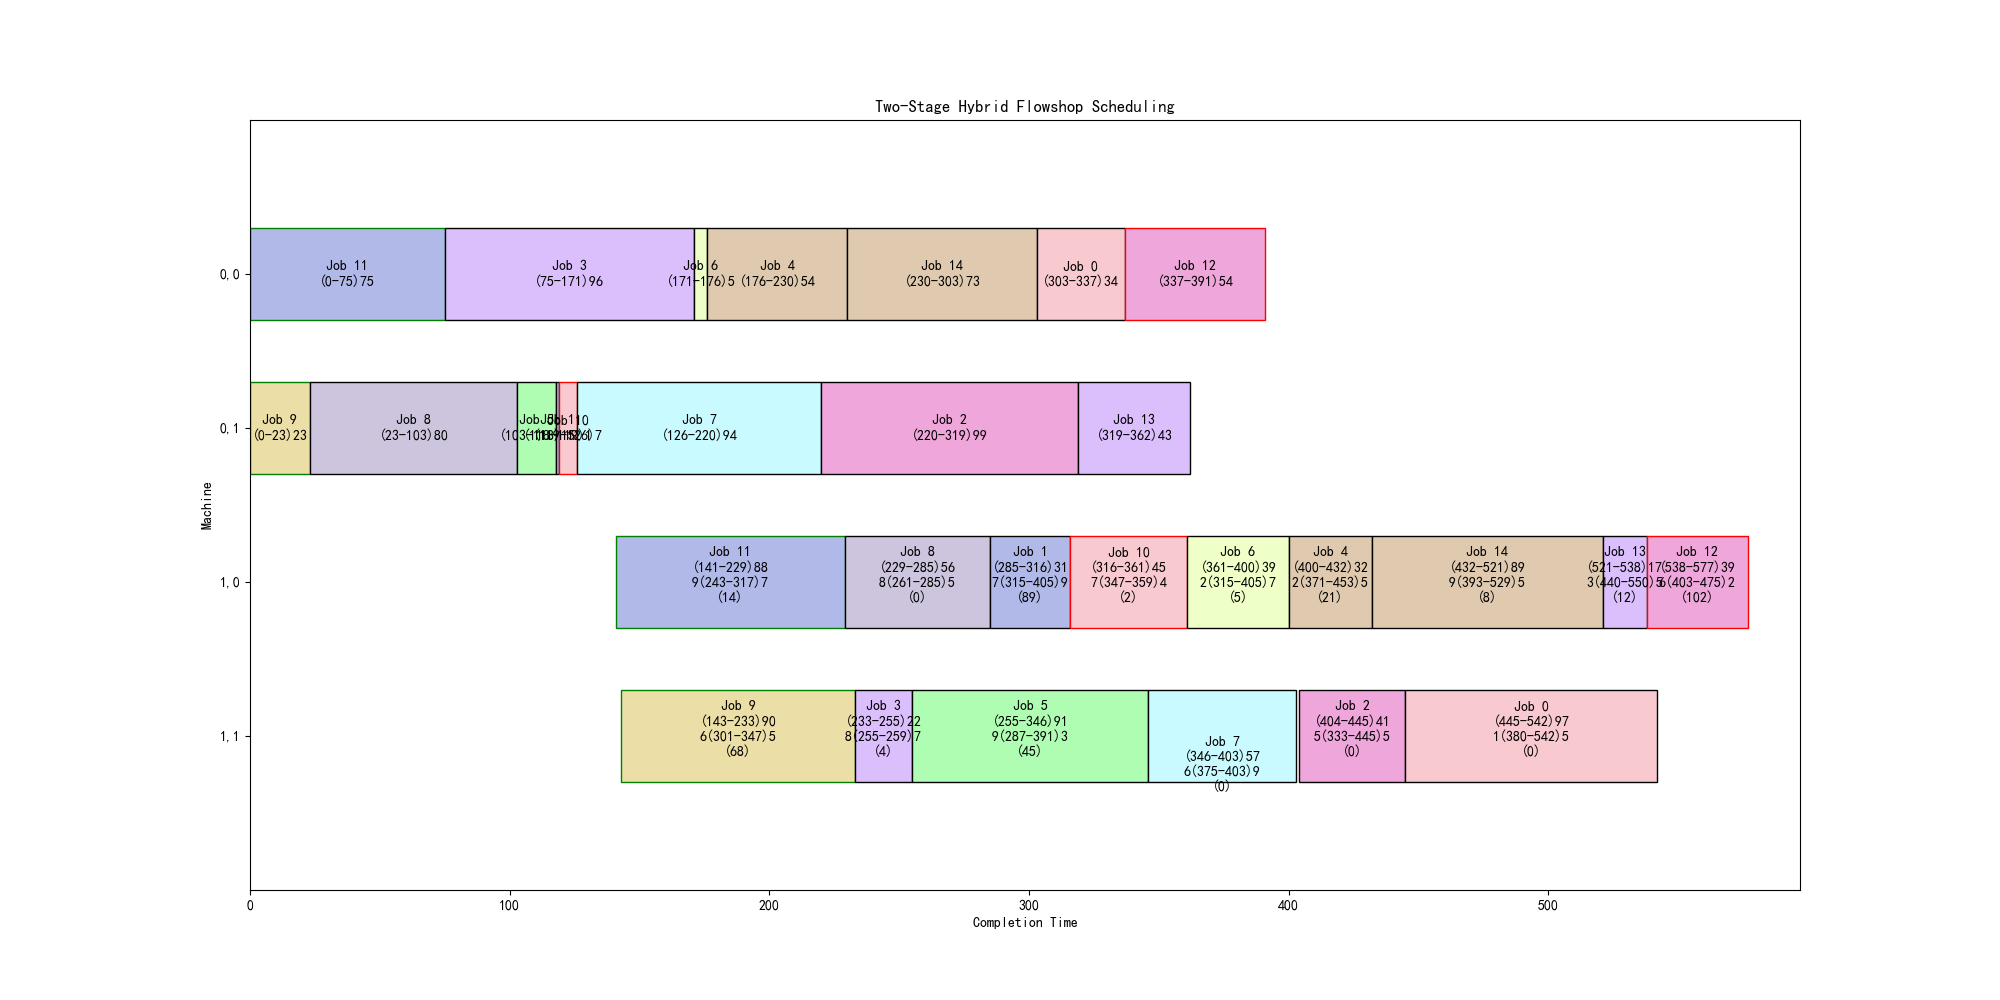 Two-Stage Hybrid Flowshop Scheduling
0,0
Job 11
(0-75)75
Job 3
(75-171)96
Job 6
(171-176)5
Job 4
(176-230)54
Job 14
(230-303)73
Job 0
(303-337)34
Job 12
(337-391)54
0,1
Job 9
(0-23)23
Job 8
(23-103)80
Job 7
(126-220)94
Job 2
(220-319)99
Job 13
(319-362)43
Machine
1,0
Job 11
(141-229)88
9(243-317)7
(14)
Job 8
(229-285)56
8(261-285)5
(0)
Job 1
(285-316)31
7(315-405)9
(89)
Job 10
(316-361)45
7(347-359)4
(2)
Job 6
(361-400)39
2(315-405)7
(5)
Job 4
(400-432)32
2(371-453)5
(21)
Job 14
(432-521)89
9(393-529)5
(8)
Job 13
(521-538)17
3(440-550)5
(12)
Job 12
(538-577)39
6(403-475)2
(102)
1,1
Job 9
(143-233)90
6(301-347)5
(68)
Job 3
(233-255)22
8(255-259)7
(4)
Job 5
(255-346)91
9(287-391)3
(45)
Job 7
(346-403)57
6(375-403)9
(0)
Job 2
(404-445)41
5(333-445)5
(0)
Job 0
(445-542)97
1(380-542)5
(0)
0
100
200
300
400
500
Completion Time